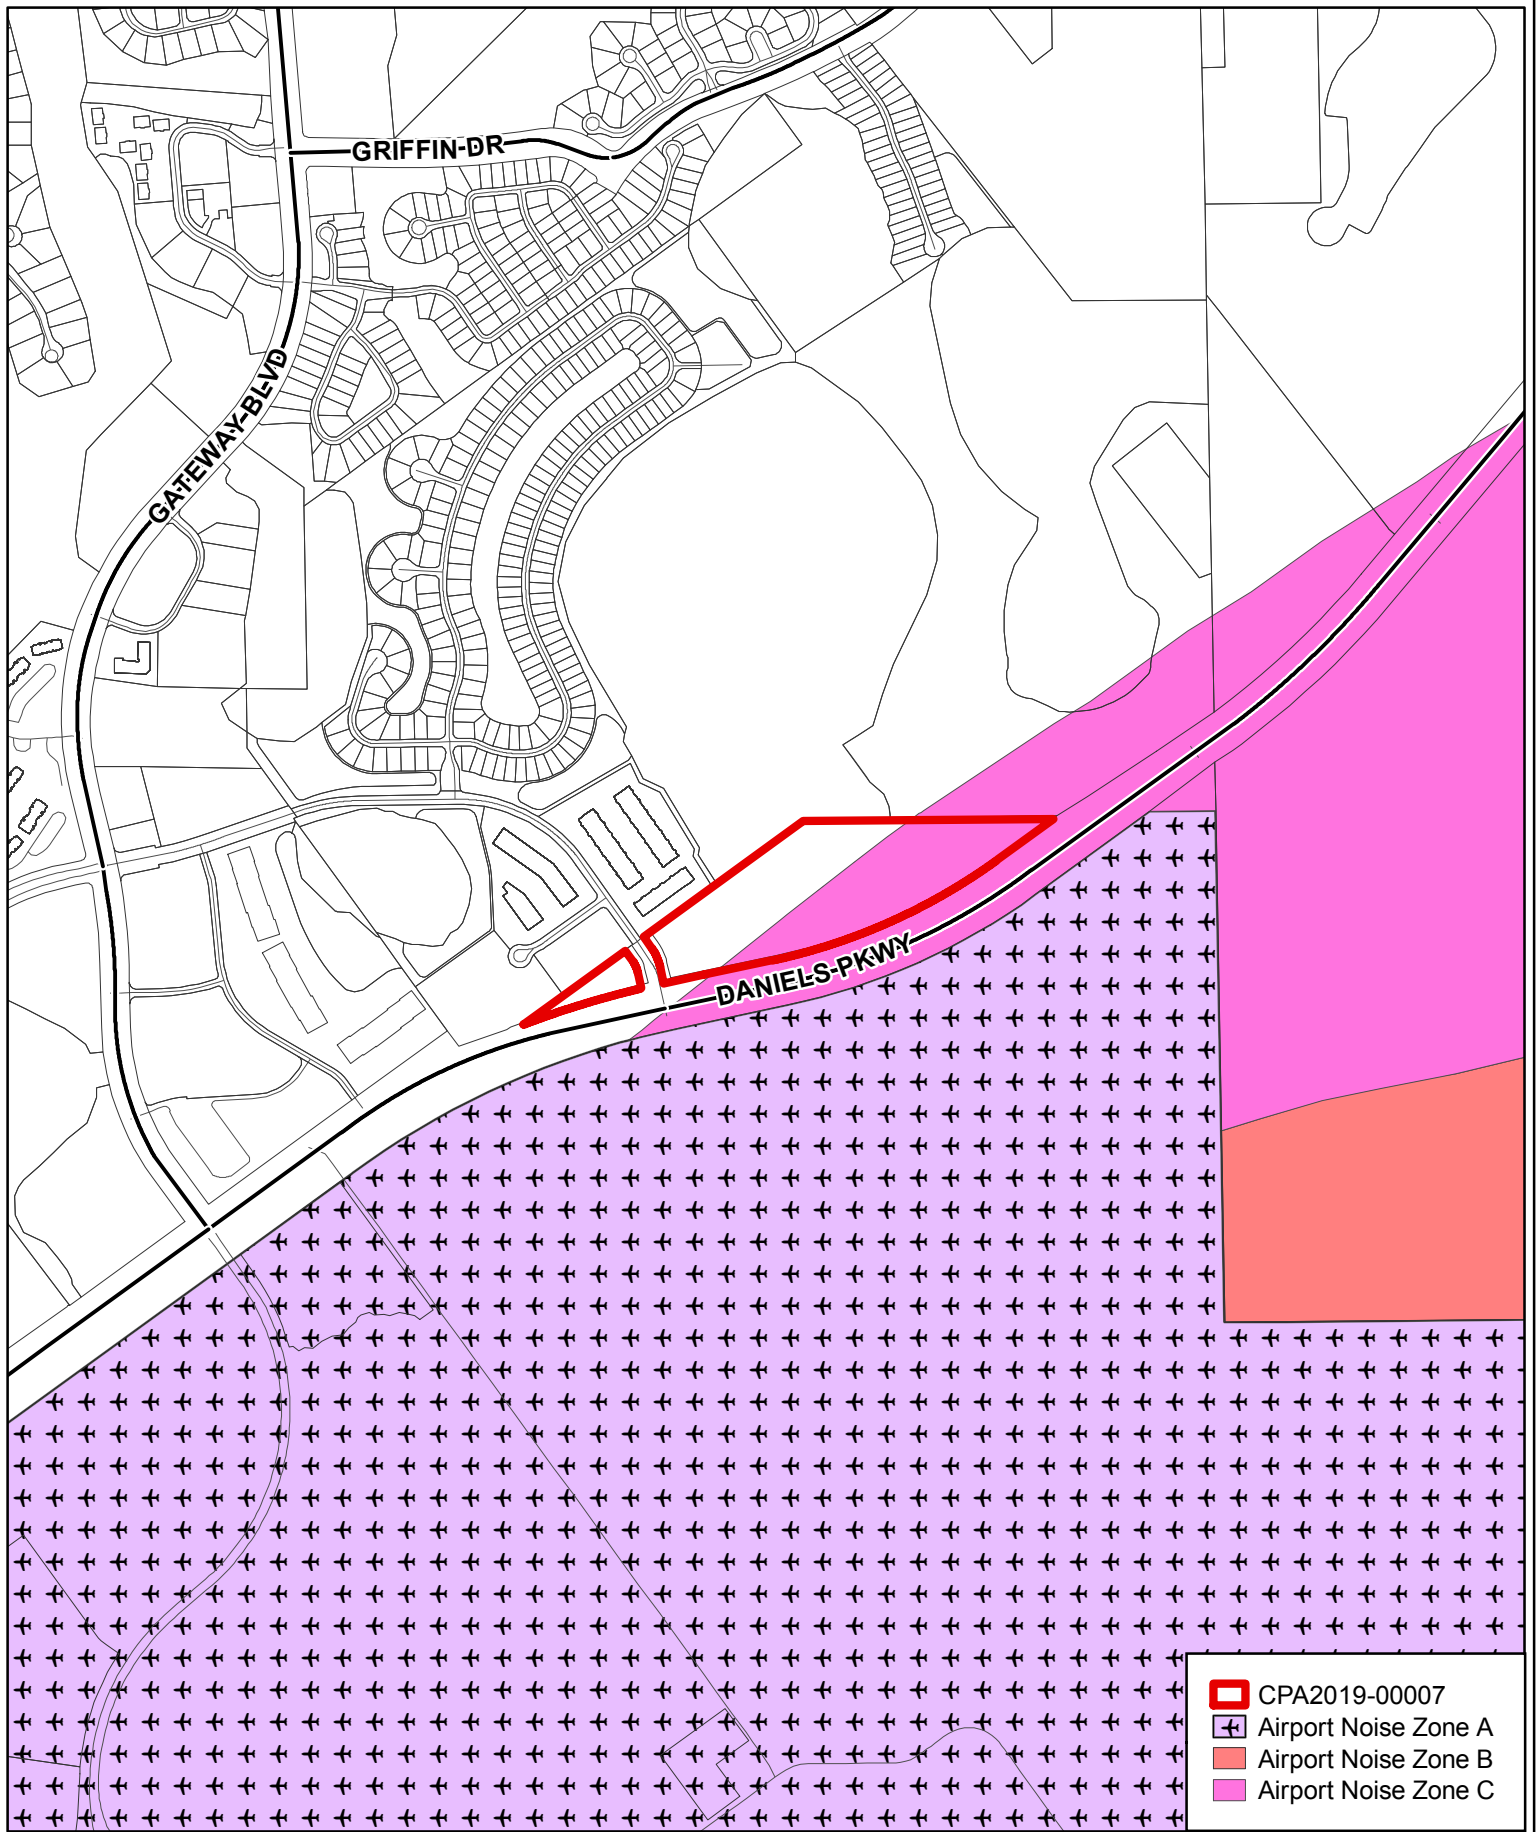 GRIFFIN DR
GATEWAY BLVD
DANIELS PKWY
CPA2019-00007
Airport Noise Zone A
Airport Noise Zone B
Airport Noise Zone C